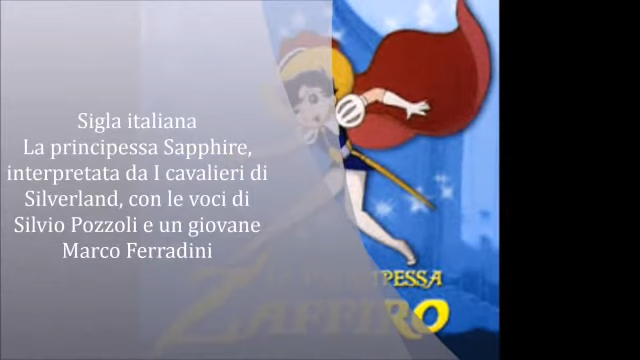 Sigla italiana
La principessa Sapphire,
interpretata da I cavalieri di
Silverland, con le voci di
Silvio Pozzoli e un giovane
Marco Ferradini
LA PRINCIPESSA
ZAFFIRO